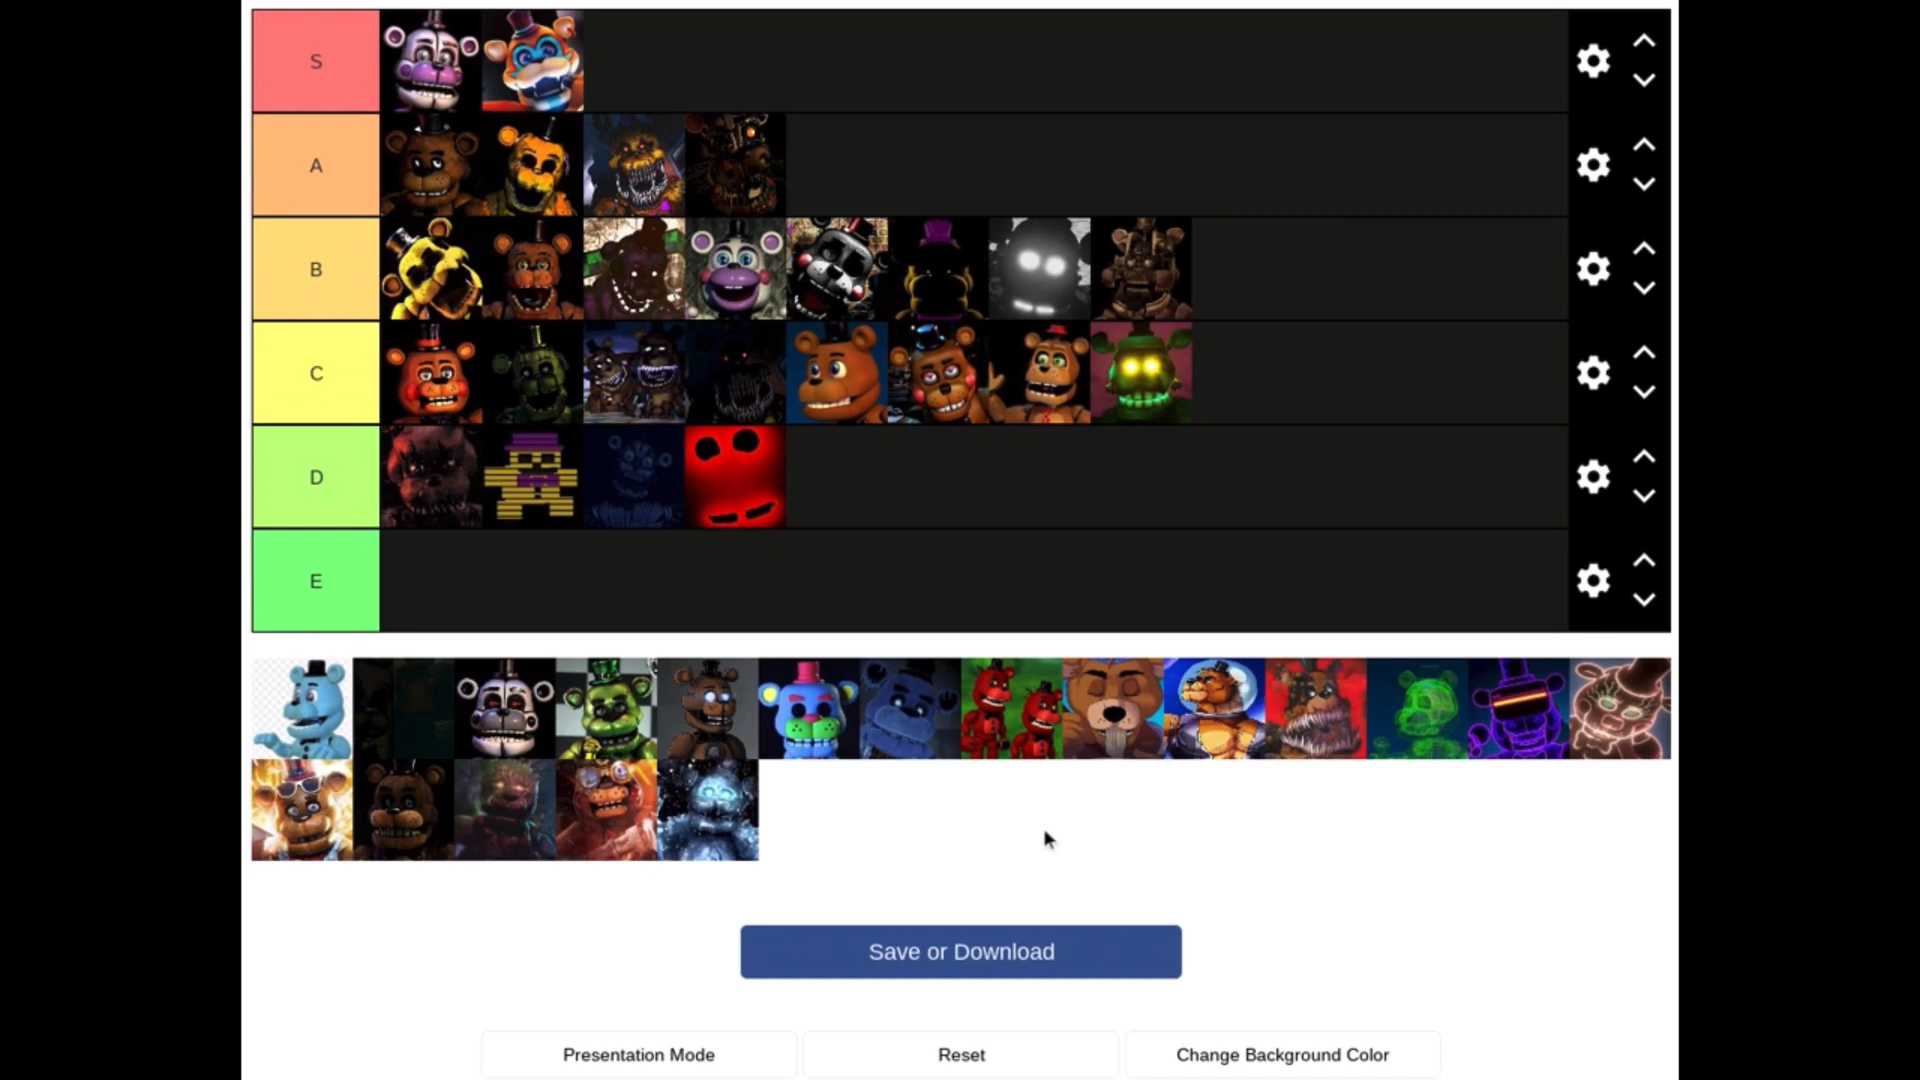 S
A
B
C
D
E
Save or Download
Presentation Mode
Reset
Change Background Color